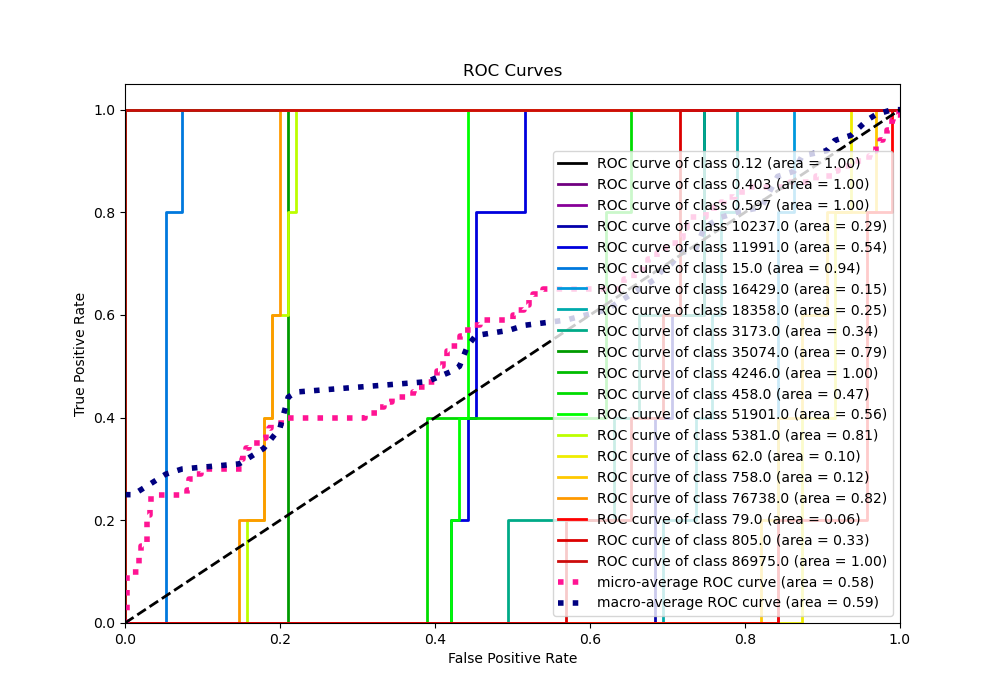 ROC Curves
True Positive Rate
1.0
0.8
0.6
0.4
0.2
0.0
ROC curve of class 0.12 (area = 1.00)
ROC curve of class 0.403 (area = 1.00)
ROC curve of class 0.597 (area = 1.00)
ROC curve of class 10237.0 (area = 0.29)
ROC curve of class 11991.0 (area = 0.54)
ROC curve of class 15.0 (area = 0.94)
ROC curve of class 16429.0 (area = 0.15)
ROC curve of class 18358.0 (area = 0.25)
ROC curve of class 3173.0 (area = 0.34)
ROC curve of class 35074.0 (area = 0.79)
ROC curve of class 4246.0 (area = 1.00)
ROC curve of class 458.0 (area = 0.47)
ROC curve of class 51901.0 (area = 0.56)
ROC curve of class 5381.0 (area = 0.81)
ROC curve of class 62.0 (area = 0.10)
ROC curve of class 758.0 (area = 0.12)
ROC curve of class 76738.0 (area = 0.82)
ROC curve of class 79.0 (area = 0.06)
ROC curve of class 805.0 (area = 0.33)
ROC curve of class 86975.0 (area = 1.00)
micro-average ROC curve (area = 0.58)
macro-average ROC curve (area = 0.59)
0.0 0.2 0.4 0.6 0.8 1.0
False Positive Rate